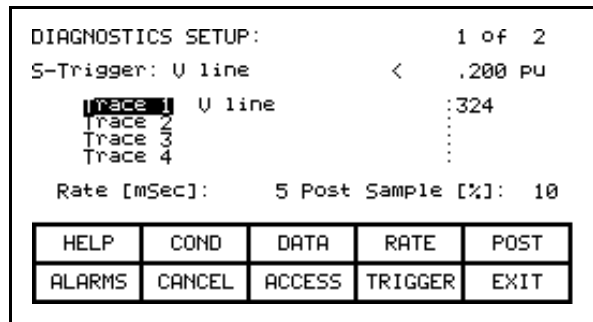 DIAGNOSTICS SETUP: 1 of 2
S-Trigger: V line < .200 pu
Trace 1 V line :324
Trace 2 :
Trace 3 :
Trace 4 :
Rate [mSec]: 5 Post Sample [%]: 10
HELP COND DATA RATE POST
ALARMS CANCEL ACCESS TRIGGER EXIT